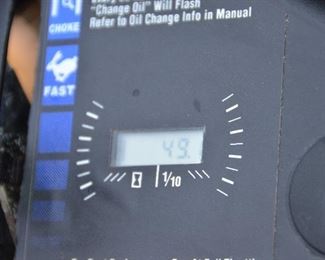 "Change Oil" Will Flash
Refer to Oil Change Info in Manual
CHOKE
FAST
49.
1/10